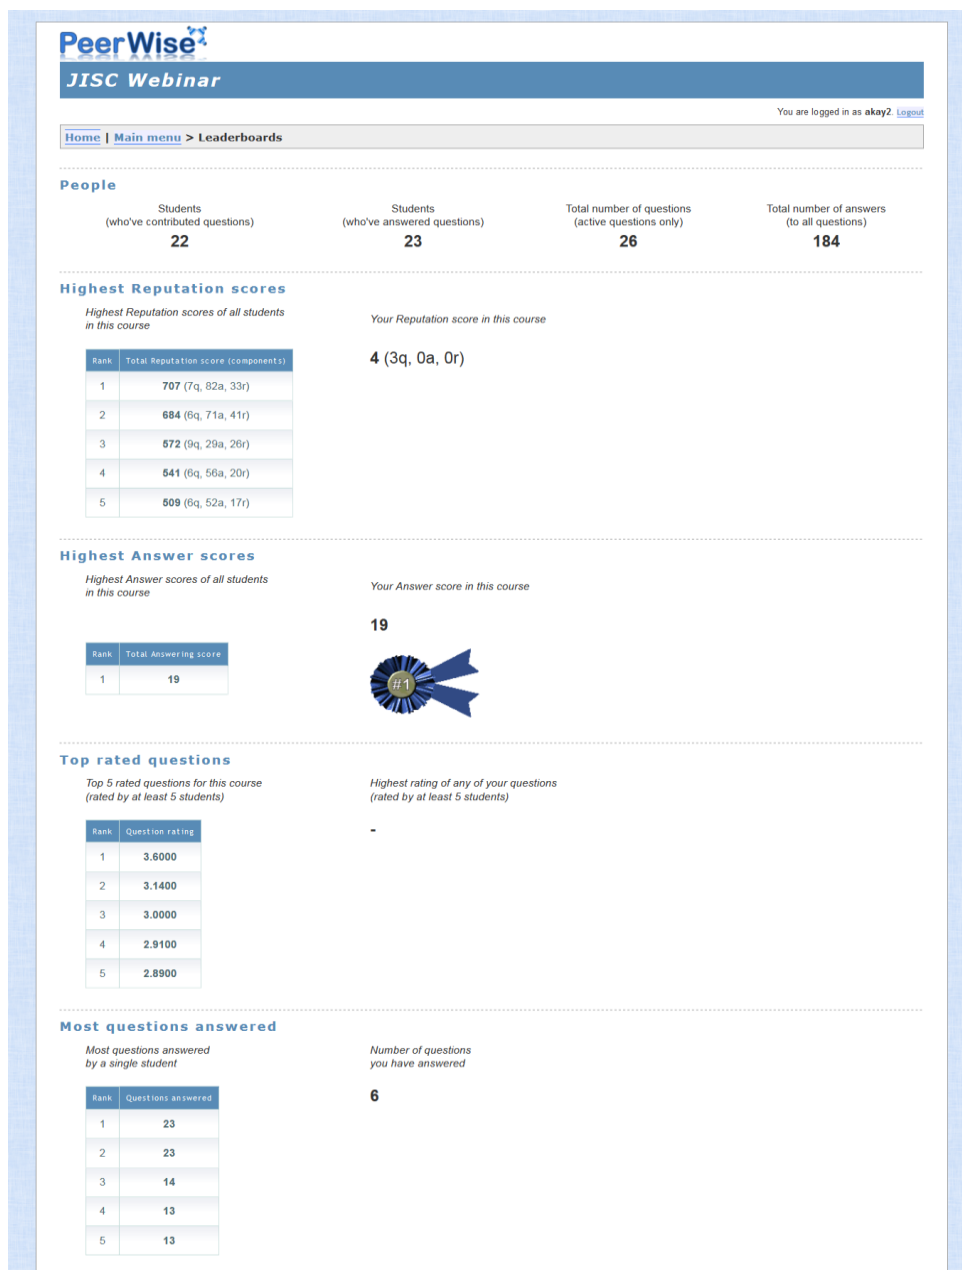 PeerWise
JISC Webinar
You are logged in as akay2. Logout
Home | Main menu > Leaderboards
People
Students
(who've contributed questions)
22
Students
(who've answered questions)
23
Total number of questions
(active questions only)
26
Total number of answers
(to all questions)
184
Highest Reputation scores
Highest Reputation scores of all students
in this course
Rank Total Reputation score (components)
1 707 (7q, 82a, 33r)
2 684 (6q, 71a, 41r)
3 572 (9q, 29a, 26r)
4 541 (6q, 56a, 20r)
5 509 (6q, 52a, 17r)
Your Reputation score in this course
4 (3q, 0a, 0r)
Highest Answer scores
Highest Answer scores of all students
in this course
Rank Total Answering score
1 19
Your Answer score in this course
19
#1
Top rated questions
Top 5 rated questions for this course
(rated by at least 5 students)
Rank Question rating
1 3.6000
2 3.1400
3 3.0000
4 2.9100
5 2.8900
Highest rating of any of your questions
(rated by at least 5 students)
-
Most questions answered
Most questions answered
by a single student
Rank Questions answered
1 23
2 23
3 14
4 13
5 13
Number of questions
you have answered
6